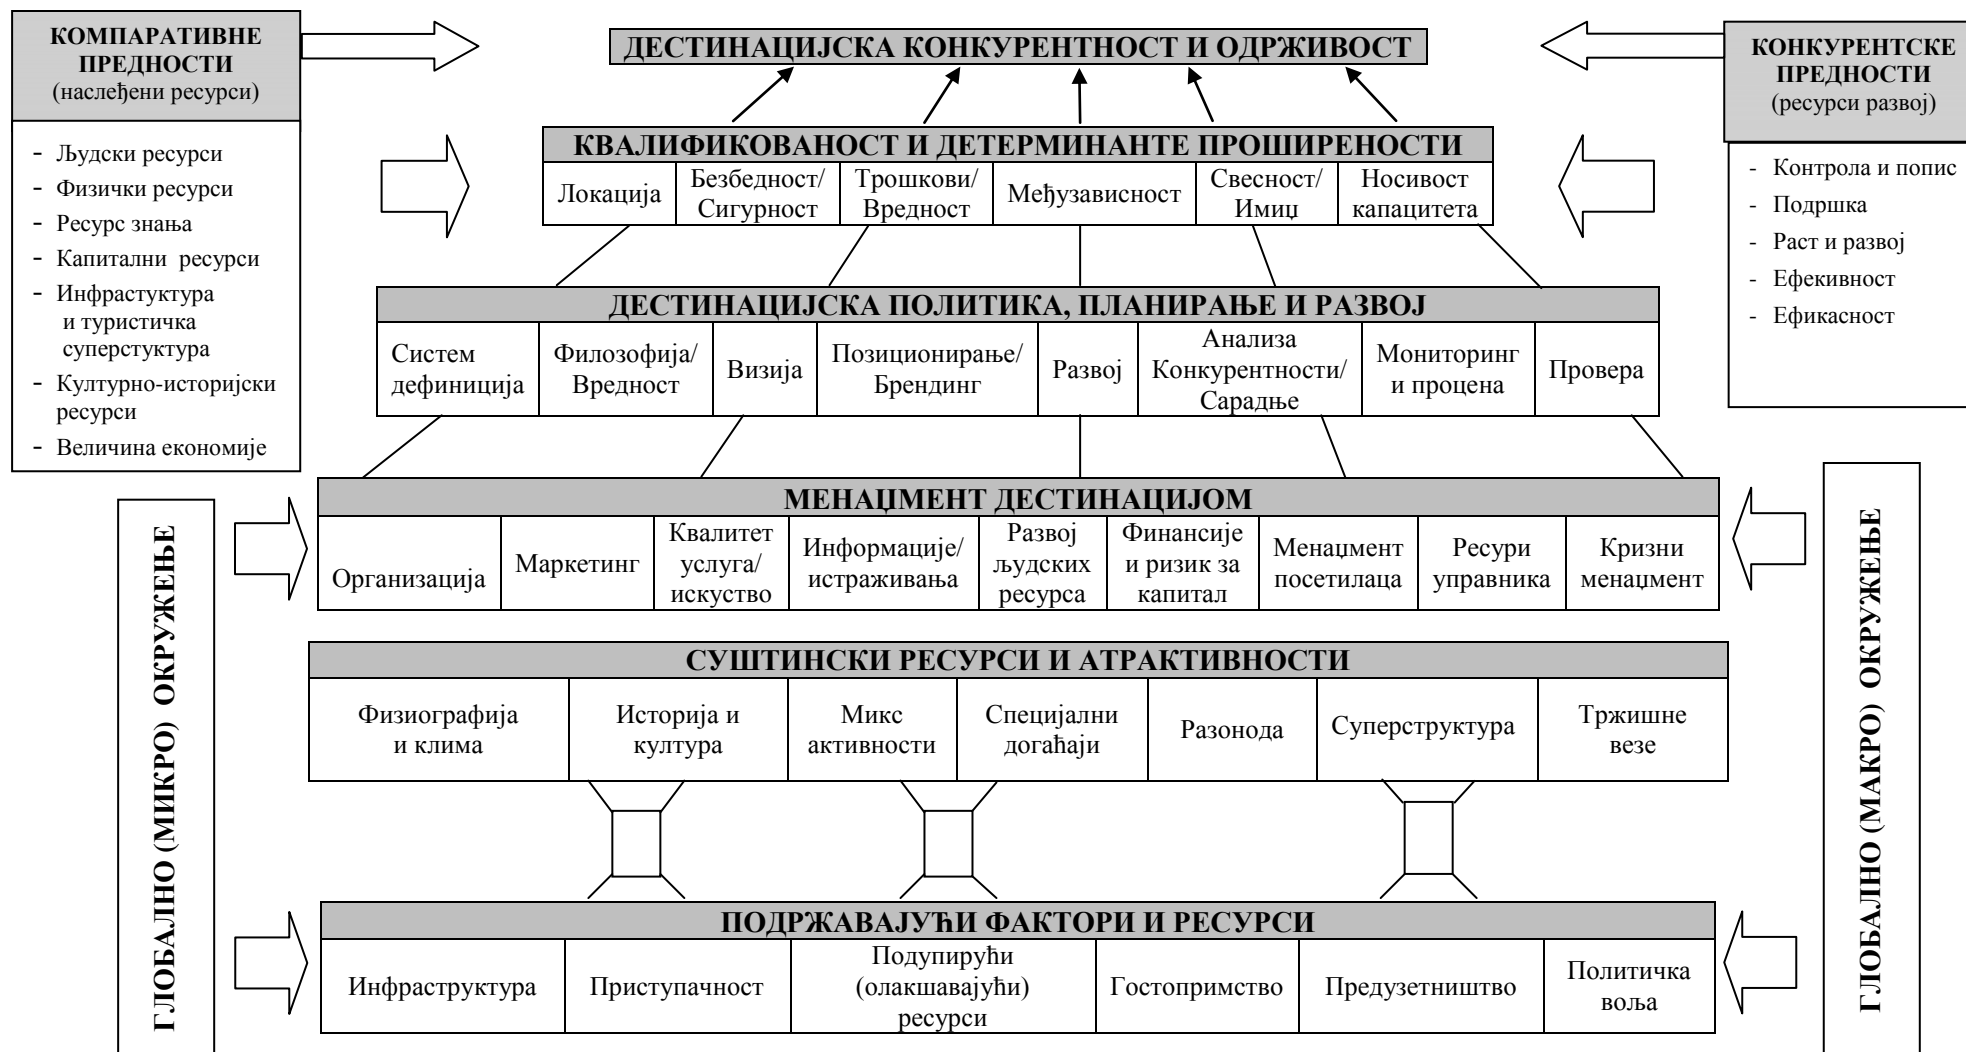 КОМПАРАТИВНЕ
ПРЕДНОСТИ
(наслеђени ресурси)
- Људски ресурси
- Физички ресурси
- Ресурс знања
- Капитални ресурси
- Инфрастуктура
и туристичка
суперстуктура
- Културно-историјски
ресурси
- Величина економије
ДЕСТИНАЦИЈСКА КОНКУРЕНТНОСТ И ОДРЖИВОСТ
КОНКУРЕНТСКЕ
ПРЕДНОСТИ
(ресурси развој)
- Контрола и попис
- Подршка
- Раст и развој
- Ефекивност
- Ефикасност
КВАЛИФИКОВАНОСТ И ДЕТЕРМИНАНТЕ ПРОШИРЕНОСТИ
Локација
Безбедност/
Сигурност
Трошкови/
Вредност
Међузависност
Свесност/
Имиџ
Носивост
капацитета
ДЕСТИНАЦИЈСКА ПОЛИТИКА, ПЛАНИРАЊЕ И РАЗВОЈ
Систем
дефиниција
Филозофија/
Вредност
Визија
Позиционирање/
Брендинг
Развој
Анализа
Конкурентности/
Сарадње
Мониторинг
и процена
Провера
МЕНАЏМЕНТ ДЕСТИНАЦИЈОМ
Организација
Маркетинг
Квалитет
услуга/
искуство
Информације/
истраживања
Развој
људских
ресурса
Финансије
и ризик за
капитал
Менаџмент
посетилаца
Ресури
управника
Кризни
менаџмент
СУШТИНСКИ РЕСУРСИ И АТРАКТИВНОСТИ
Физиографија
и клима
Историја и
култура
Микс
активности
Специјални
догађаји
Разонода
Суперструктура
Тржишне
везе
ПОДРЖАВАЈУЋИ ФАКТОРИ И РЕСУРСИ
Инфраструктура
Приступачност
Подупирући
(олакшавајући)
ресурси
Гостопримство
Предузетништво
Политичка
воља
ГЛОБАЛНО (МИКРО) ОКРУЖЕЊЕ
ГЛОБАЛНО (МАКРО) ОКРУЖЕЊЕ